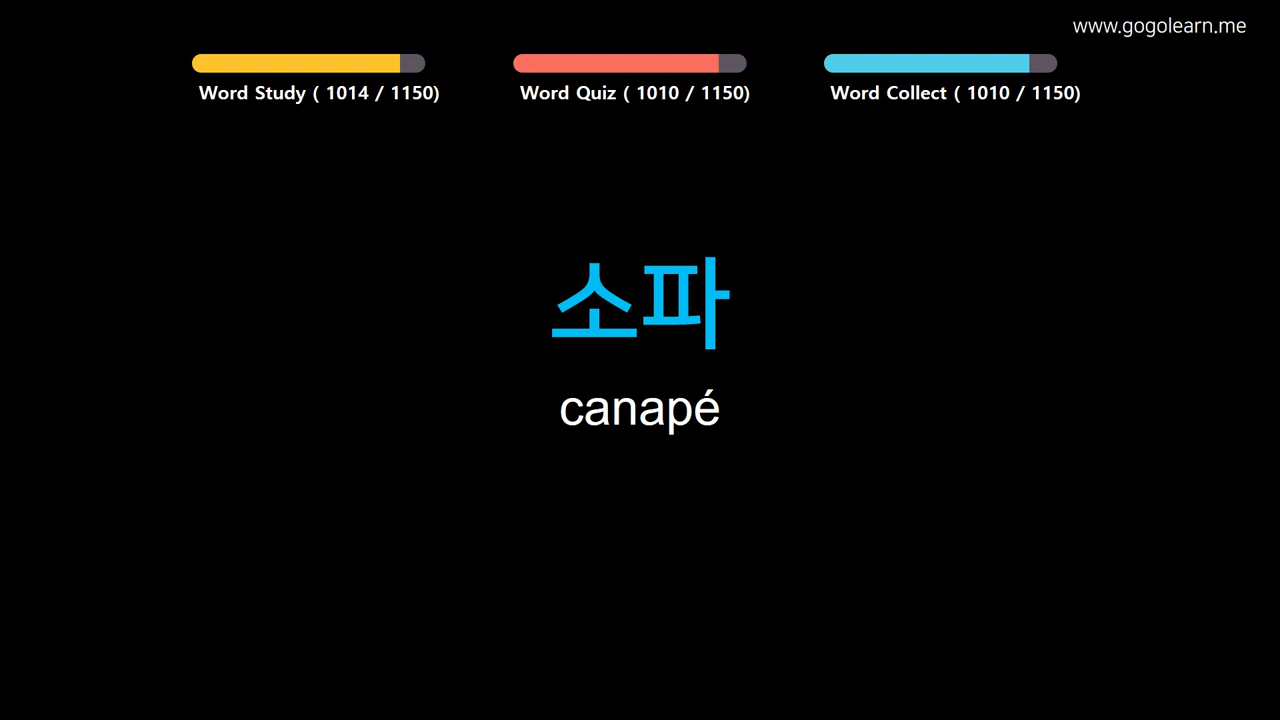 www.gogolearn.me
Word Study ( 1014 / 1150)
Word Quiz ( 1010 / 1150)
Word Collect ( 1010 / 1150)
소파
canapé